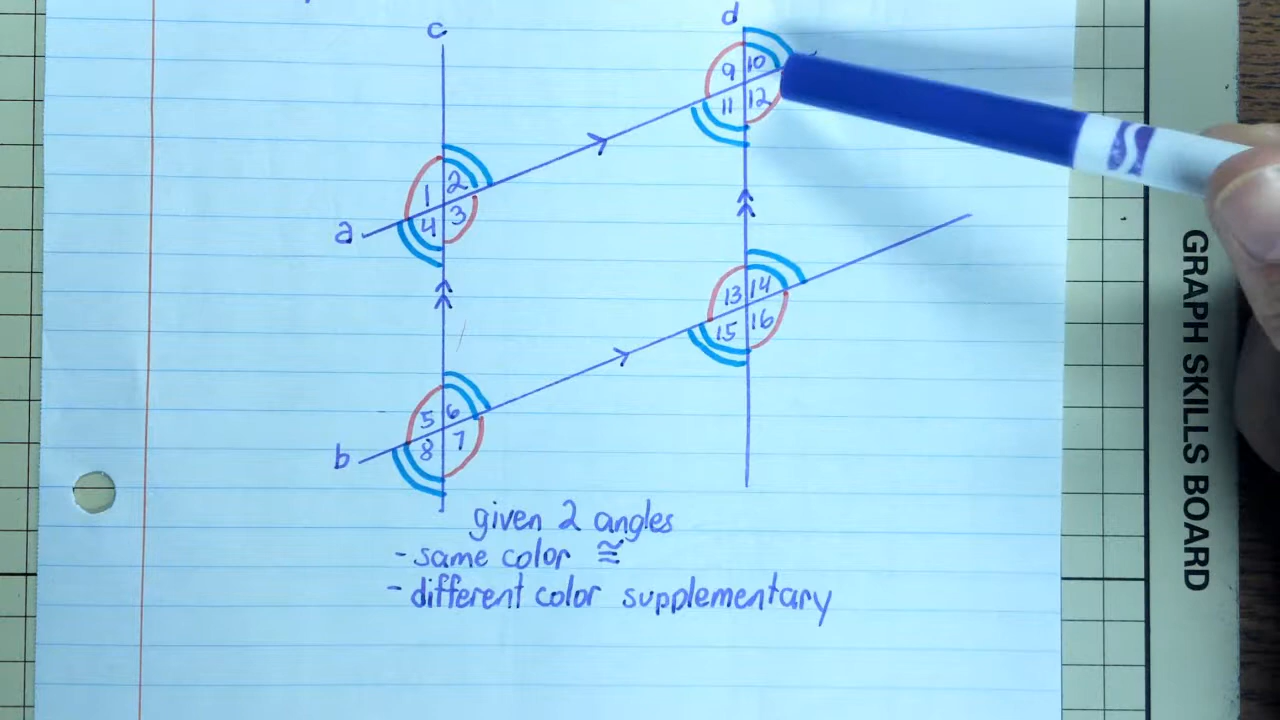 c
d
9 10
11 12
1 2
4 3
a
13 14
15 16
5 6
8 7
b
given 2 angles
- same color ≅
- different color supplementary
GRAPH SKILLS BOARD